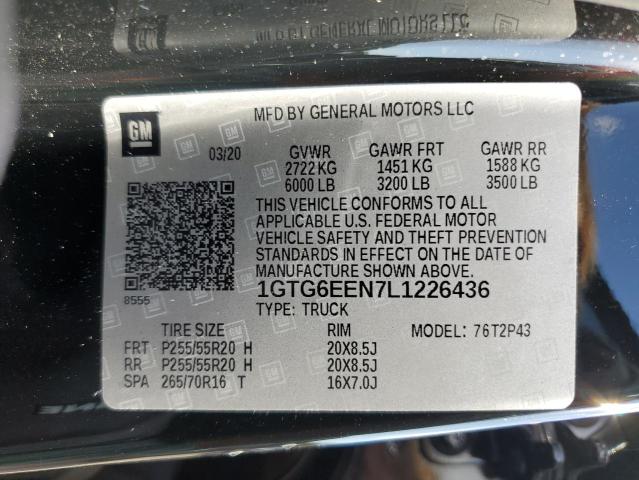 MFD BY GENERAL MOTORS LLC
GM
03/20 GVWR GAWR FRT GAWR RR
2722 KG 1451 KG 1588 KG
6000 LB 3200 LB 3500 LB
THIS VEHICLE CONFORMS TO ALL
APPLICABLE U.S. FEDERAL MOTOR
VEHICLE SAFETY AND THEFT PREVENTION
STANDARDS IN EFFECT ON THE DATE OF
MANUFACTURE SHOWN ABOVE.
8555
1GTG6EEN7L1226436
TYPE: TRUCK
TIRE SIZE RIM MODEL: 76T2P43
FRT P255/55R20 H 20X8.5J
RR P255/55R20 H 20X8.5J
SPA 265/70R16 T 16X7.0J